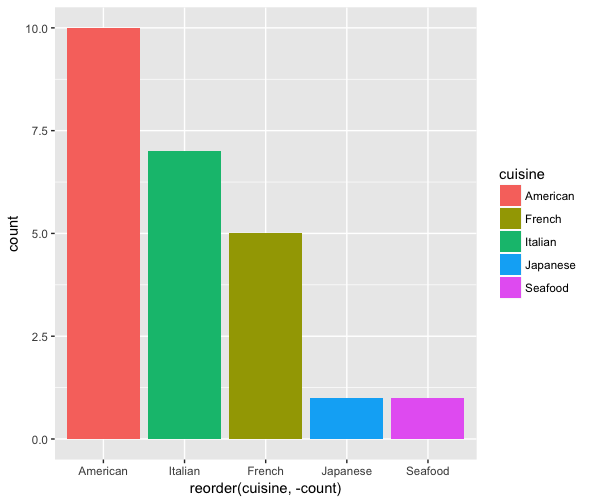 10.0
7.5
5.0
2.5
0.0
count
American Italian French Japanese Seafood
reorder(cuisine, -count)
cuisine
American
French
Italian
Japanese
Seafood